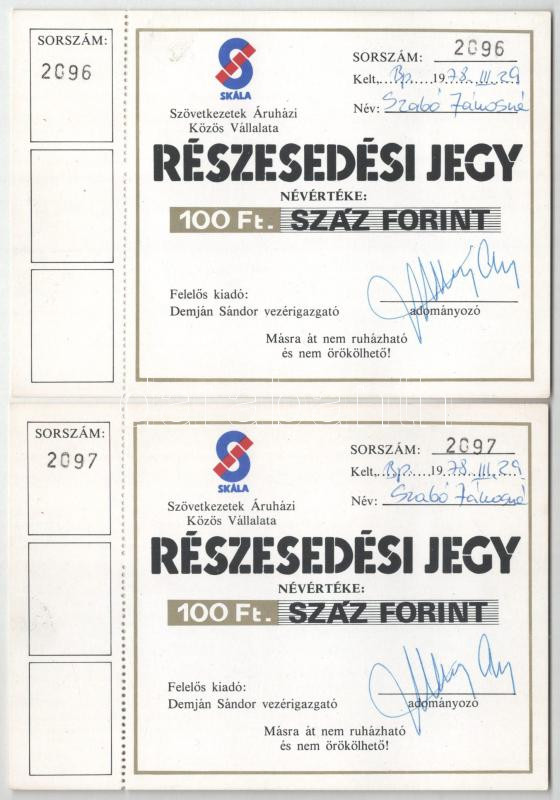 SORSZÁM:
2096
SKÁLA
Szövetkezetek Áruházi
Közös Vállalata
SORSZÁM: 2096
Kelt, Bp. 1978. III. 29
Név: Szabó Jánosné
RÉSZESEDÉSI JEGY
NÉVÉRTÉKE:
100 Ft. SZÁZ FORINT
Felelős kiadó:
Demján Sándor vezérigazgató
adományozó
Másra át nem ruházható
és nem örökölhető!
SORSZÁM:
2097
SKÁLA
Szövetkezetek Áruházi
Közös Vállalata
SORSZÁM: 2097
Kelt, Bp. 1978. III. 29
Név: Szabó Jánosné
RÉSZESEDÉSI JEGY
NÉVÉRTÉKE:
100 Ft. SZÁZ FORINT
Felelős kiadó:
Demján Sándor vezérigazgató
adományozó
Másra át nem ruházható
és nem örökölhető!